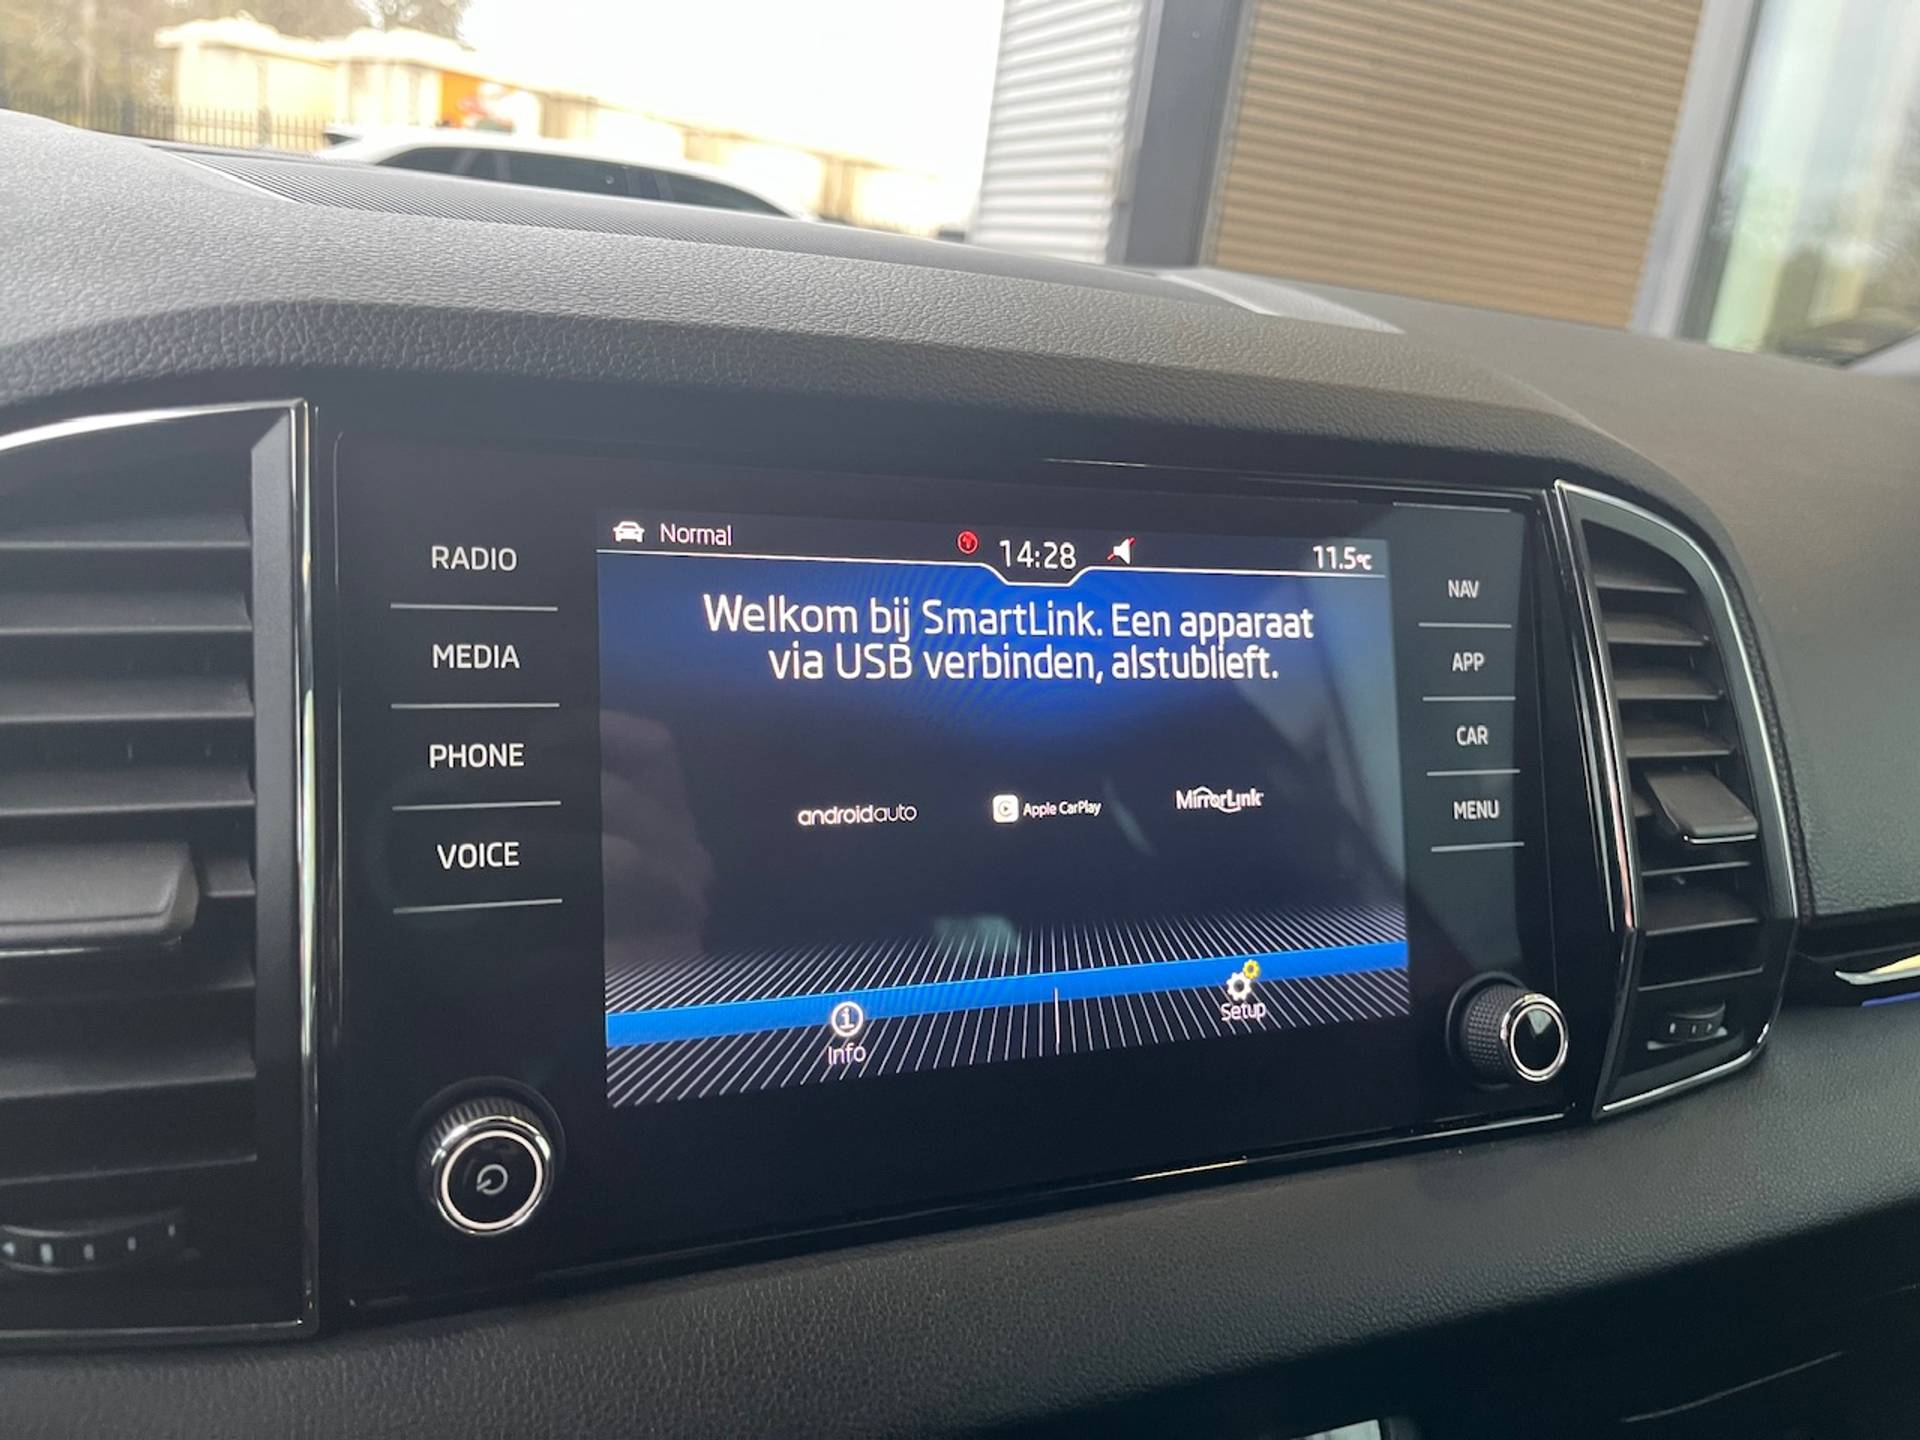 Normal
14:28
11.5°C
RADIO
MEDIA
PHONE
VOICE
Welkom bij SmartLink. Een apparaat
via USB verbinden, alstublieft.
androidauto
Apple CarPlay
MirrorLink
Info
Setup
NAV
APP
CAR
MENU